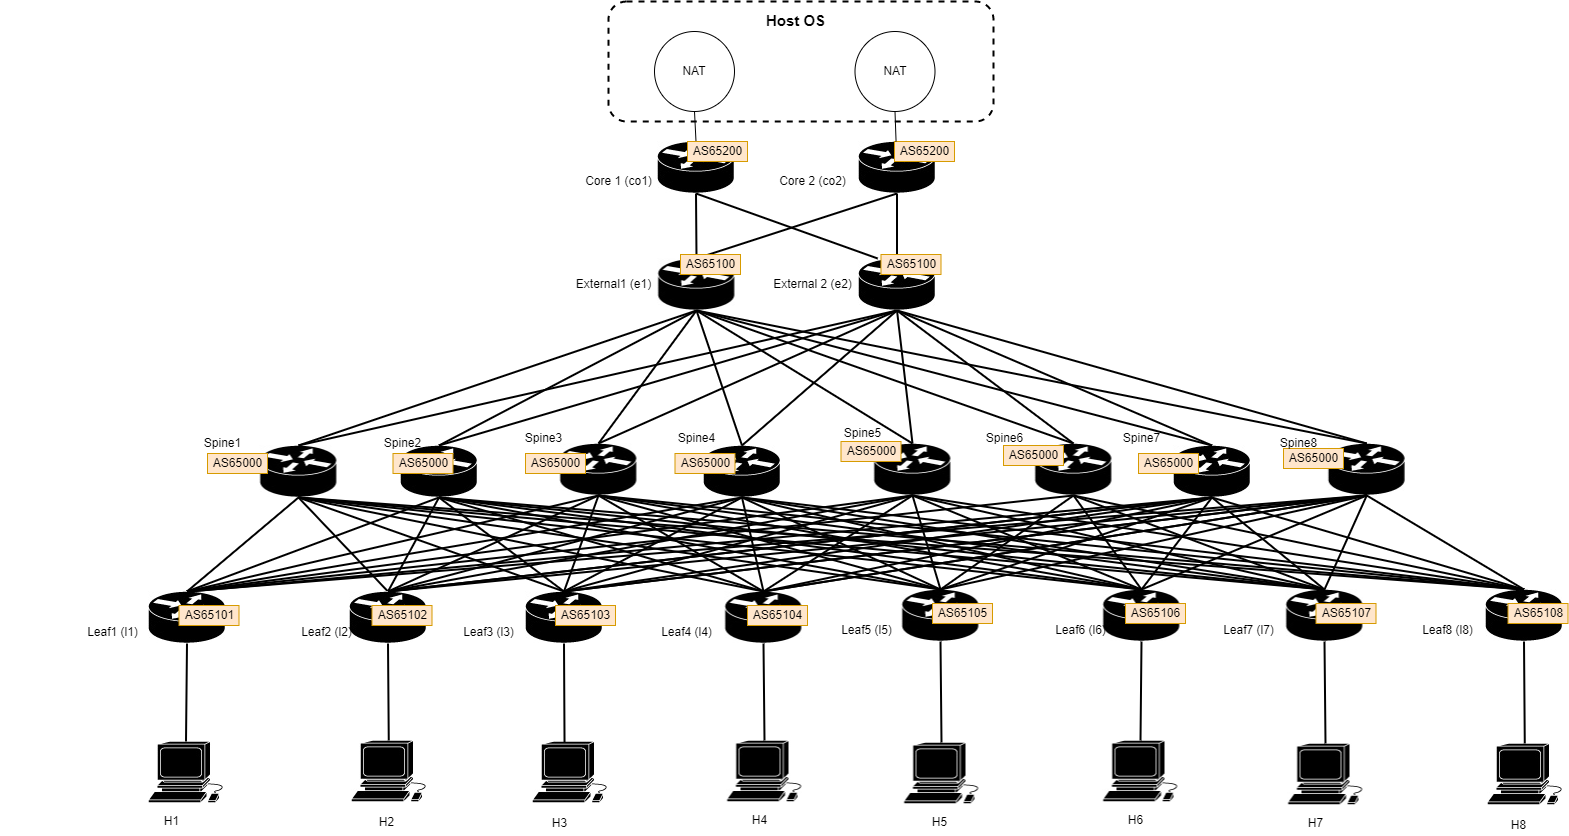 Host OS
NAT
NAT
AS65200
AS65200
Core 1 (co1)
Core 2 (co2)
AS65100
AS65100
External1 (e1)
External 2 (e2)
Spine1
Spine2
Spine3
Spine4
Spine5
Spine6
Spine7
Spine8
AS65000
AS65000
AS65000
AS65000
AS65000
AS65000
AS65000
AS65000
AS65101
AS65102
AS65103
AS65104
AS65105
AS65106
AS65107
AS65108
Leaf1 (l1)
Leaf2 (l2)
Leaf3 (l3)
Leaf4 (l4)
Leaf5 (l5)
Leaf6 (l6)
Leaf7 (l7)
Leaf8 (l8)
H1
H2
H3
H4
H5
H6
H7
H8